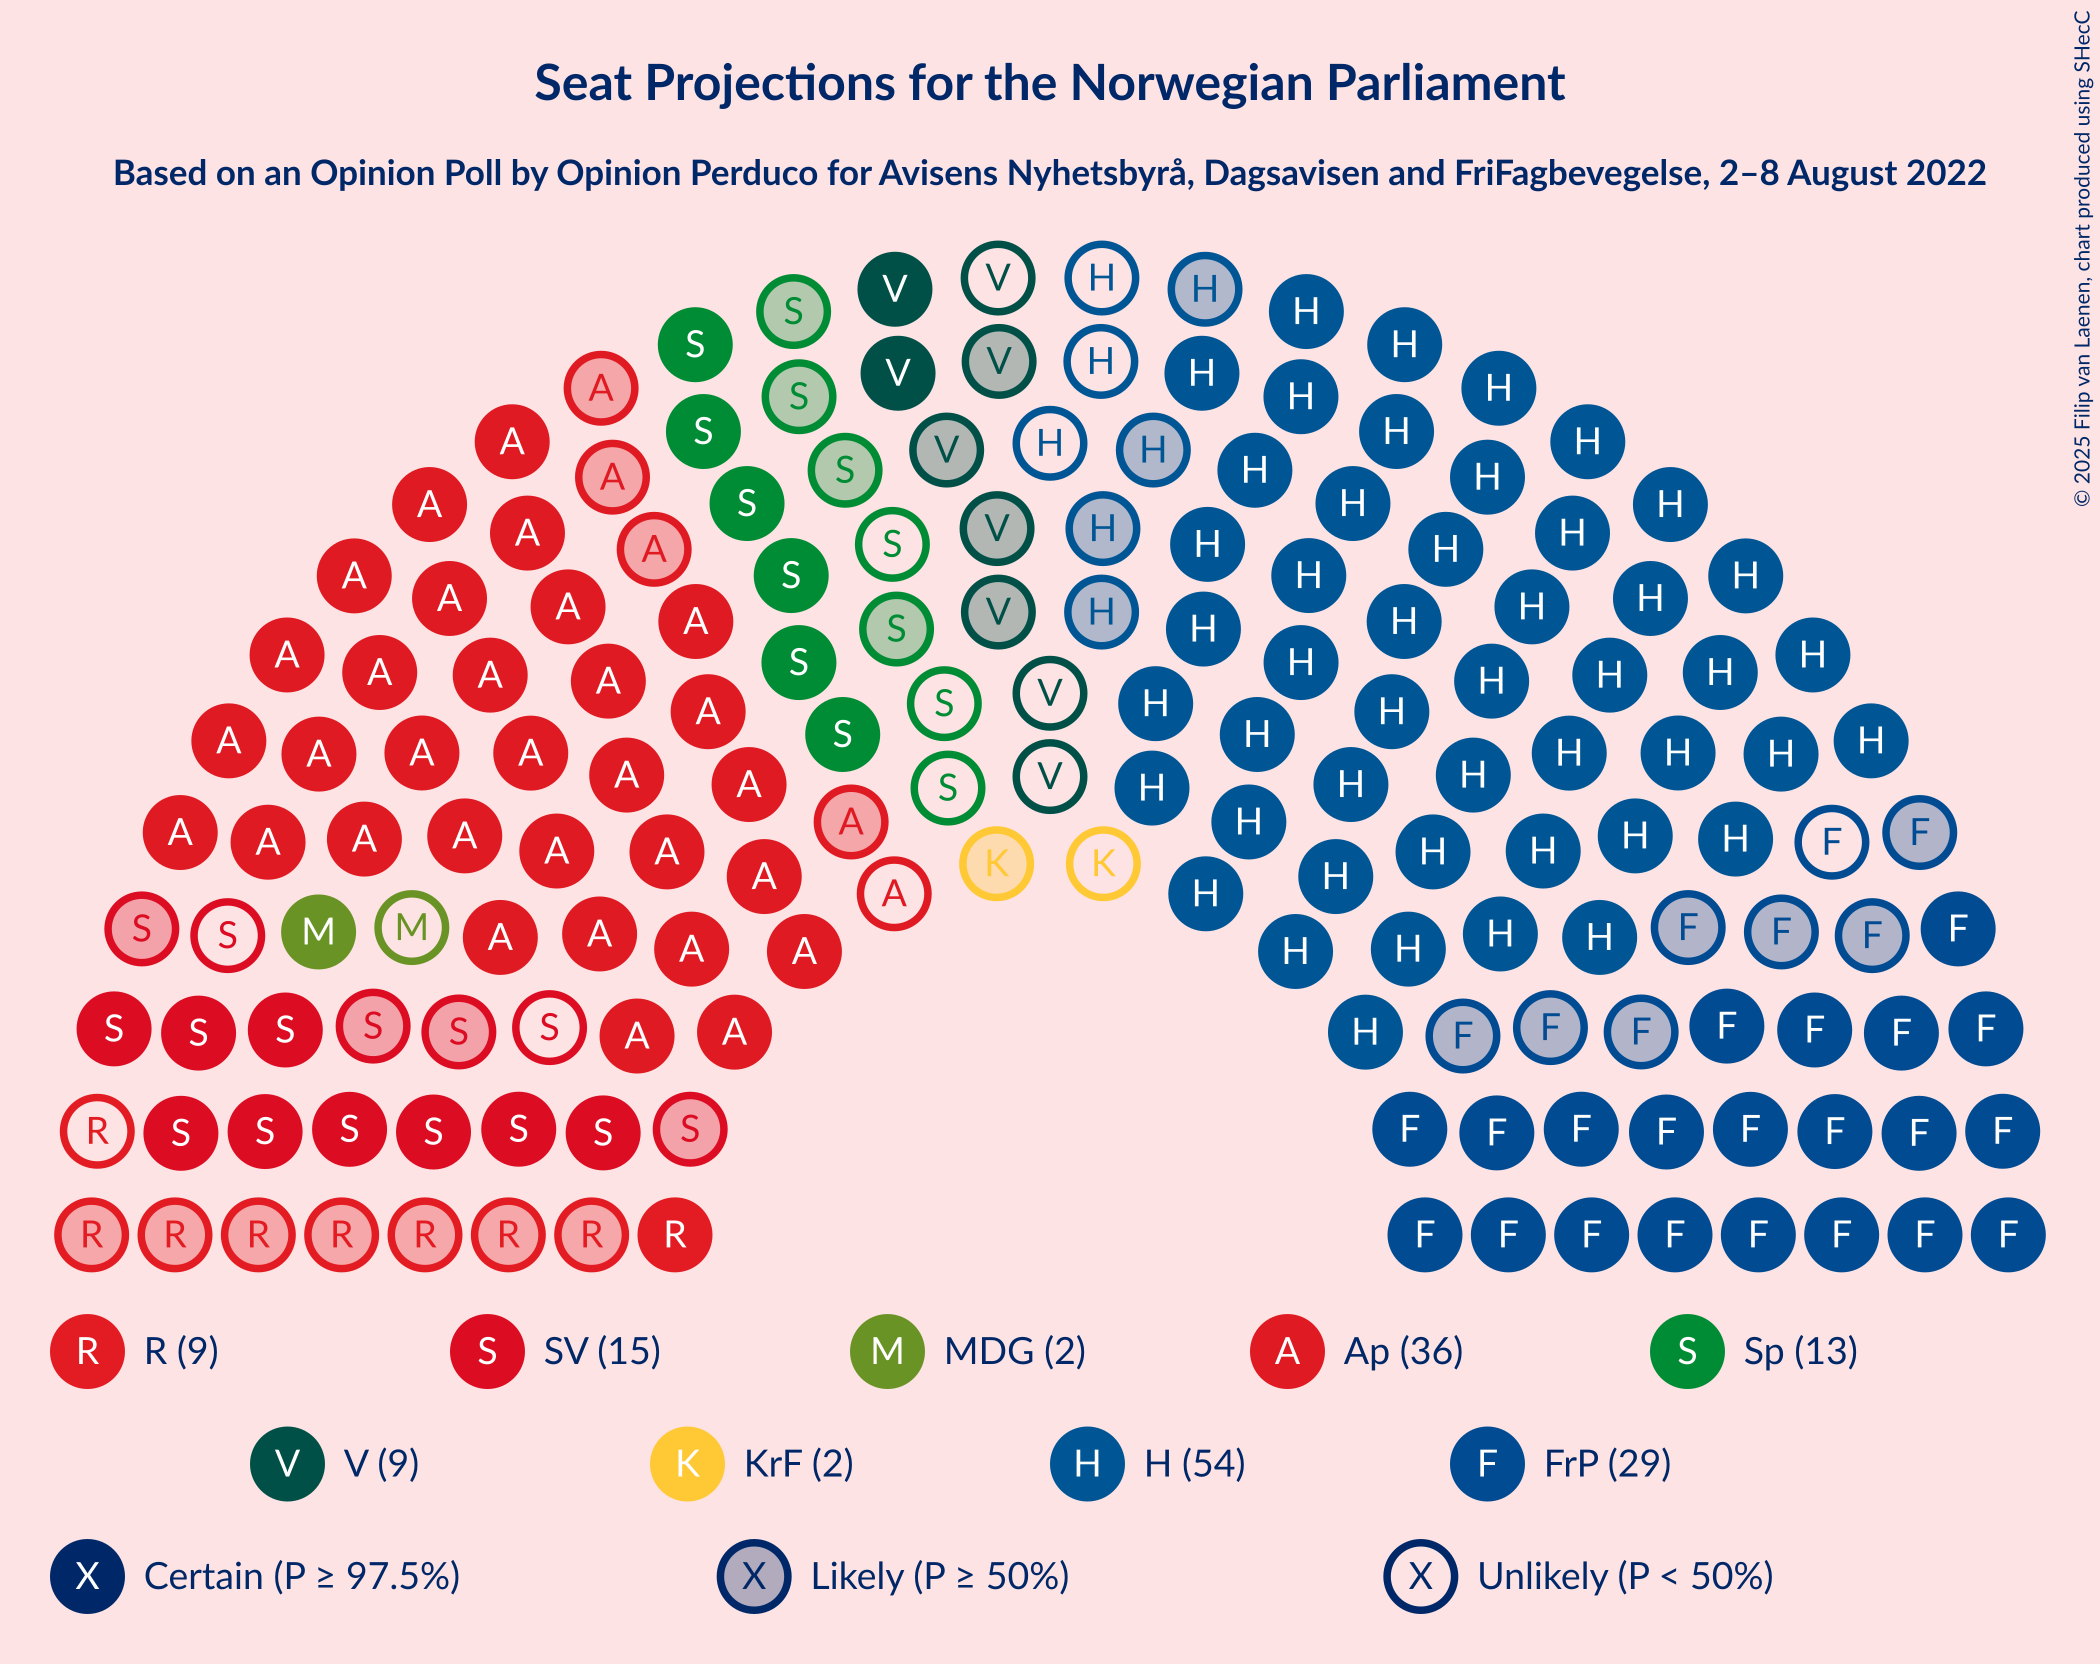 Seat Projections for the Norwegian Parliament
Based on an Opinion Poll by Opinion Perduco for Avisens Nyhetsbyrå, Dagsavisen and FriFagbevegelse, 2–8 August 2022
© 2025 Filip van Laenen, chart produced using SHecC
V H
V H
S H
S H
V H
V H
S H
S H
A H
A H
V H H
S H
S H
A H
A H
S H
S H
A H
A H
V H
S H
A H
A H
S H
A H
A H
V H
A H
A H
S H
A H
A H
S H
A H
A H
V
S H
A H
A H
S H
A H
A H
A H
A H
V
A H
S H
A H
A F
A H
A F
A H
A H
K K
A H
A H
S F
M F
M F
A H
A H
S F
A H
A H
S F
S F
S F
S F
S F
S F
S F
A F
A H
R S S S S S S S F F F F F F F F
R R R R R R R R F F F F F F F F
R R (9) S SV (15) M MDG (2) A Ap (36) S Sp (13)
V V (9) K KrF (2) H H (54) F FrP (29)
X Certain (P ≥ 97.5%) X Likely (P ≥ 50%) X Unlikely (P < 50%)